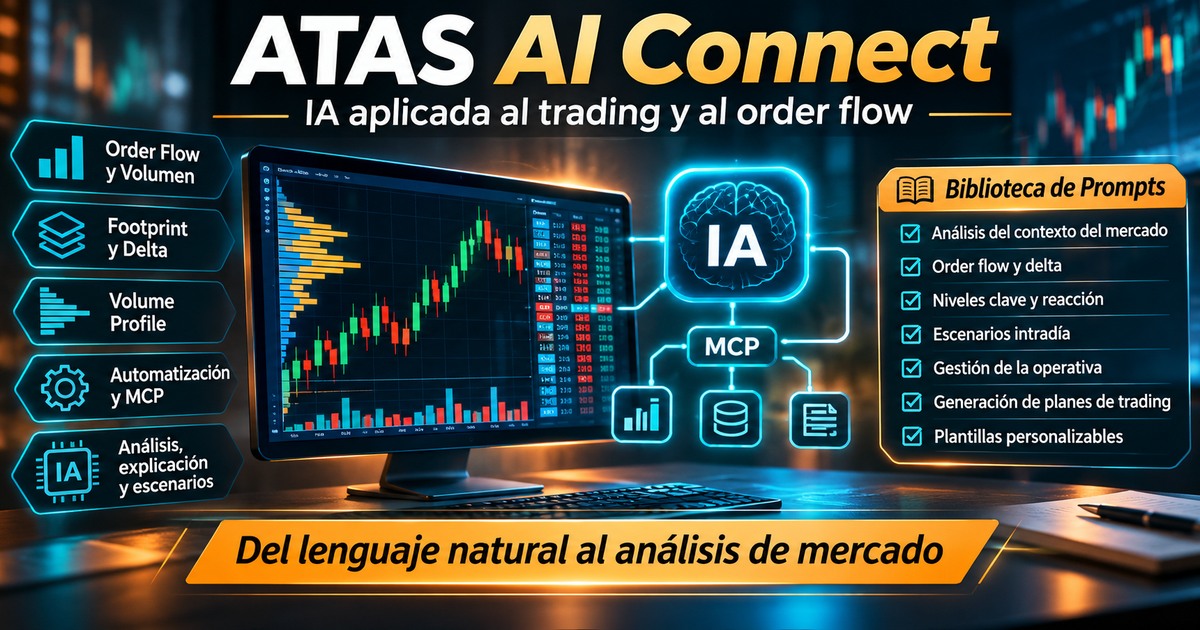 ATAS AI Connect
IA aplicada al trading y al order flow
Order Flow
y Volumen
Footprint
y Delta
Volume
Profile
Automatización
y MCP
IA
Análisis,
explicación
y escenarios
IA
MCP
Biblioteca de Prompts
Análisis del contexto del mercado
Order flow y delta
Niveles clave y reacción
Escenarios intradía
Gestión de la operativa
Generación de planes de trading
Plantillas personalizables
Del lenguaje natural al análisis de mercado